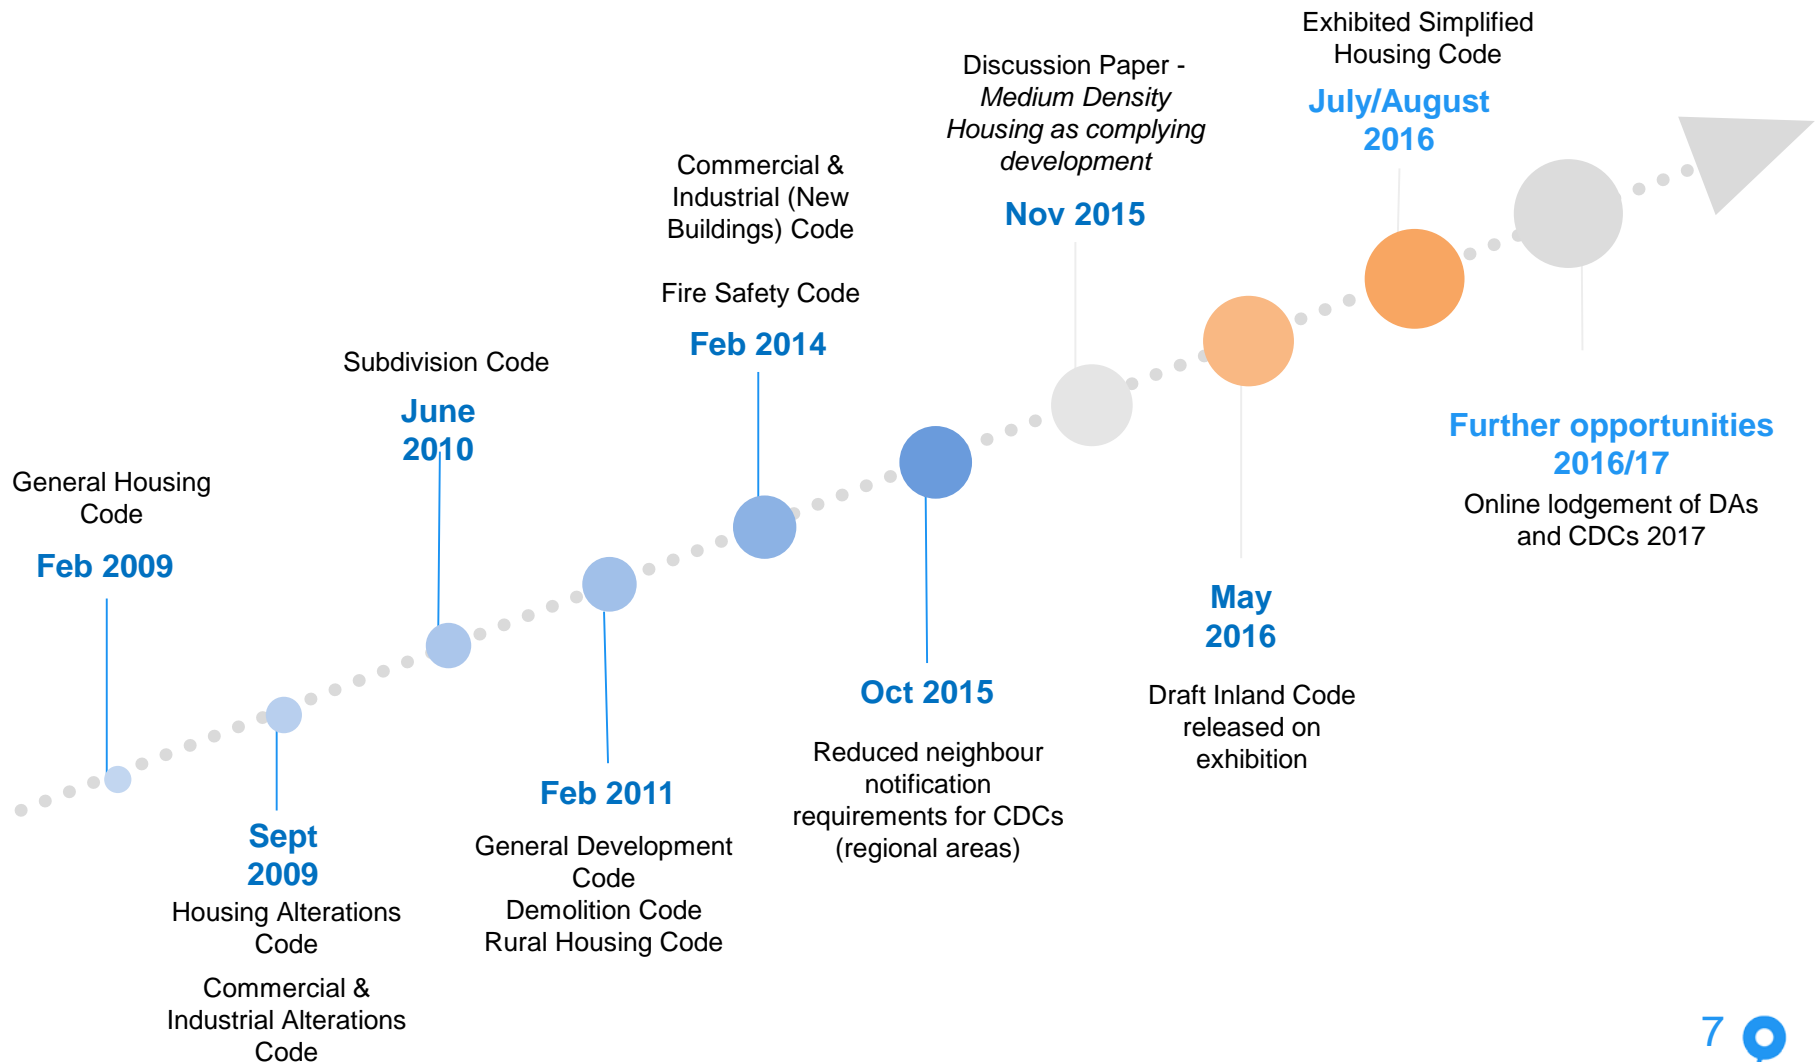 General Housing
Code
Feb 2009
Sept
2009
Housing Alterations
Code
Commercial &
Industrial Alterations
Code
Subdivision Code
June
2010
Feb 2011
General Development
Code
Demolition Code
Rural Housing Code
Commercial &
Industrial (New
Buildings) Code
Fire Safety Code
Feb 2014
Oct 2015
Reduced neighbour
notification
requirements for CDCs
(regional areas)
Discussion Paper -
Medium Density
Housing as complying
development
Nov 2015
May
2016
Draft Inland Code
released on
exhibition
Exhibited Simplified
Housing Code
July/August
2016
Further opportunities
2016/17
Online lodgement of DAs
and CDCs 2017
7